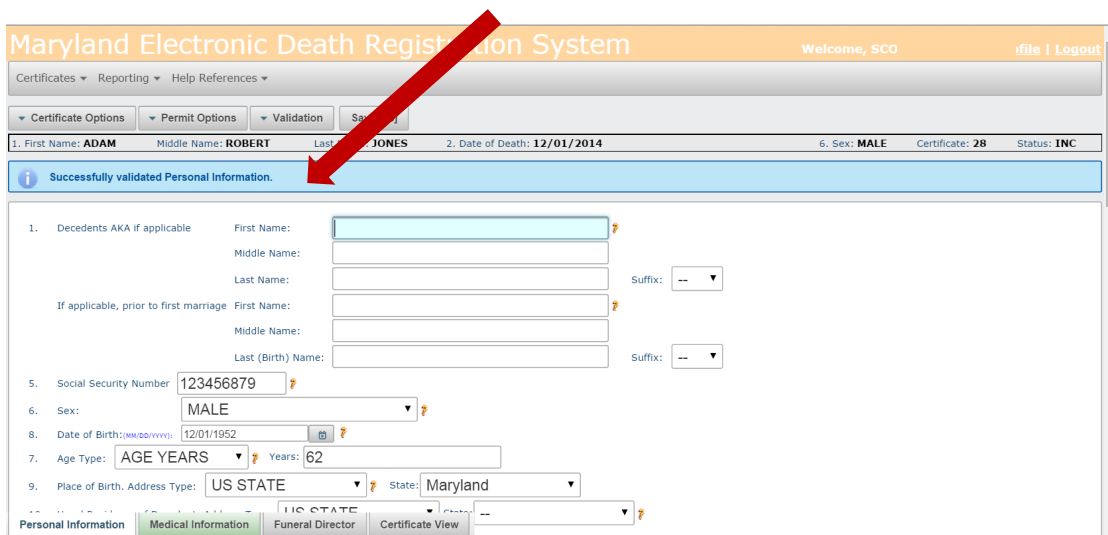 Maryland Electronic Death Registration System Welcome, SCO ofile | Logout
Certificates Reporting Help References
Certificate Options Permit Options Validation
1. First Name: ADAM Middle Name: ROBERT Last JONES 2. Date of Death: 12/01/2014 6. Sex: MALE Certificate: 28 Status: INC
Successfully validated Personal Information.
1. Decedents AKA if applicable First Name:
Middle Name:
Last Name: Suffix: --
If applicable, prior to first marriage First Name:
Middle Name:
Last (Birth) Name: Suffix: --
5. Social Security Number 123456879
6. Sex: MALE
8. Date of Birth:(MM/DD/YYYY): 12/01/1952
7. Age Type: AGE YEARS Years: 62
9. Place of Birth. Address Type: US STATE State: Maryland
US STATE State: --
Personal Information Medical Information Funeral Director Certificate View